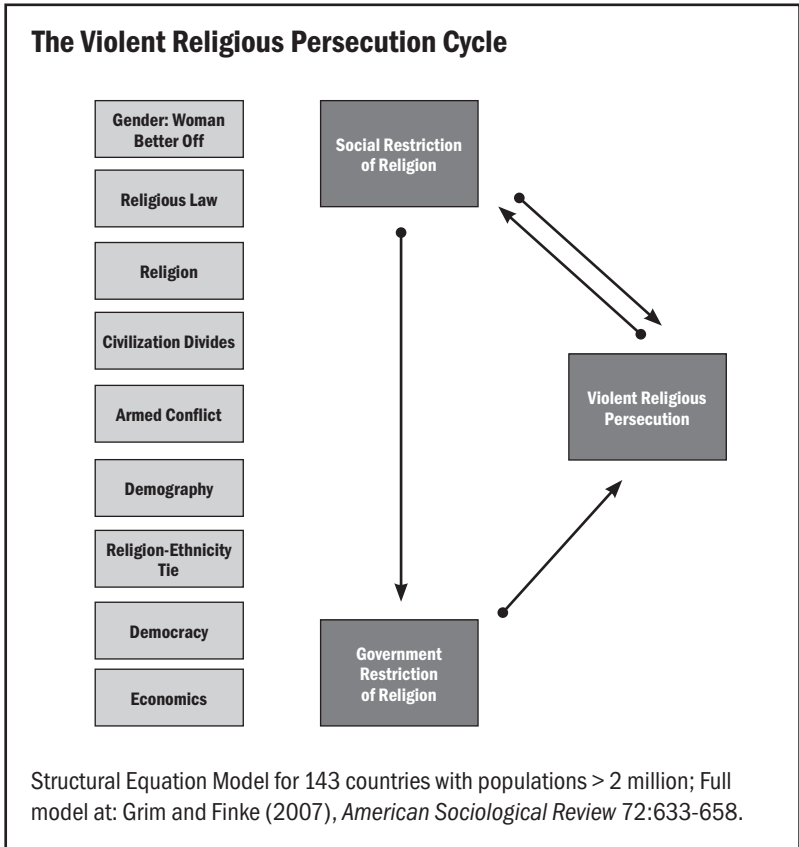 The Violent Religious Persecution Cycle
Gender: Woman
Better Off
Religious Law
Religion
Civilization Divides
Armed Conflict
Demography
Religion-Ethnicity
Tie
Democracy
Economics
Social Restriction
of Religion
Violent Religious
Persecution
Government
Restriction
of Religion
Structural Equation Model for 143 countries with populations > 2 million; Full
model at: Grim and Finke (2007), American Sociological Review 72:633-658.